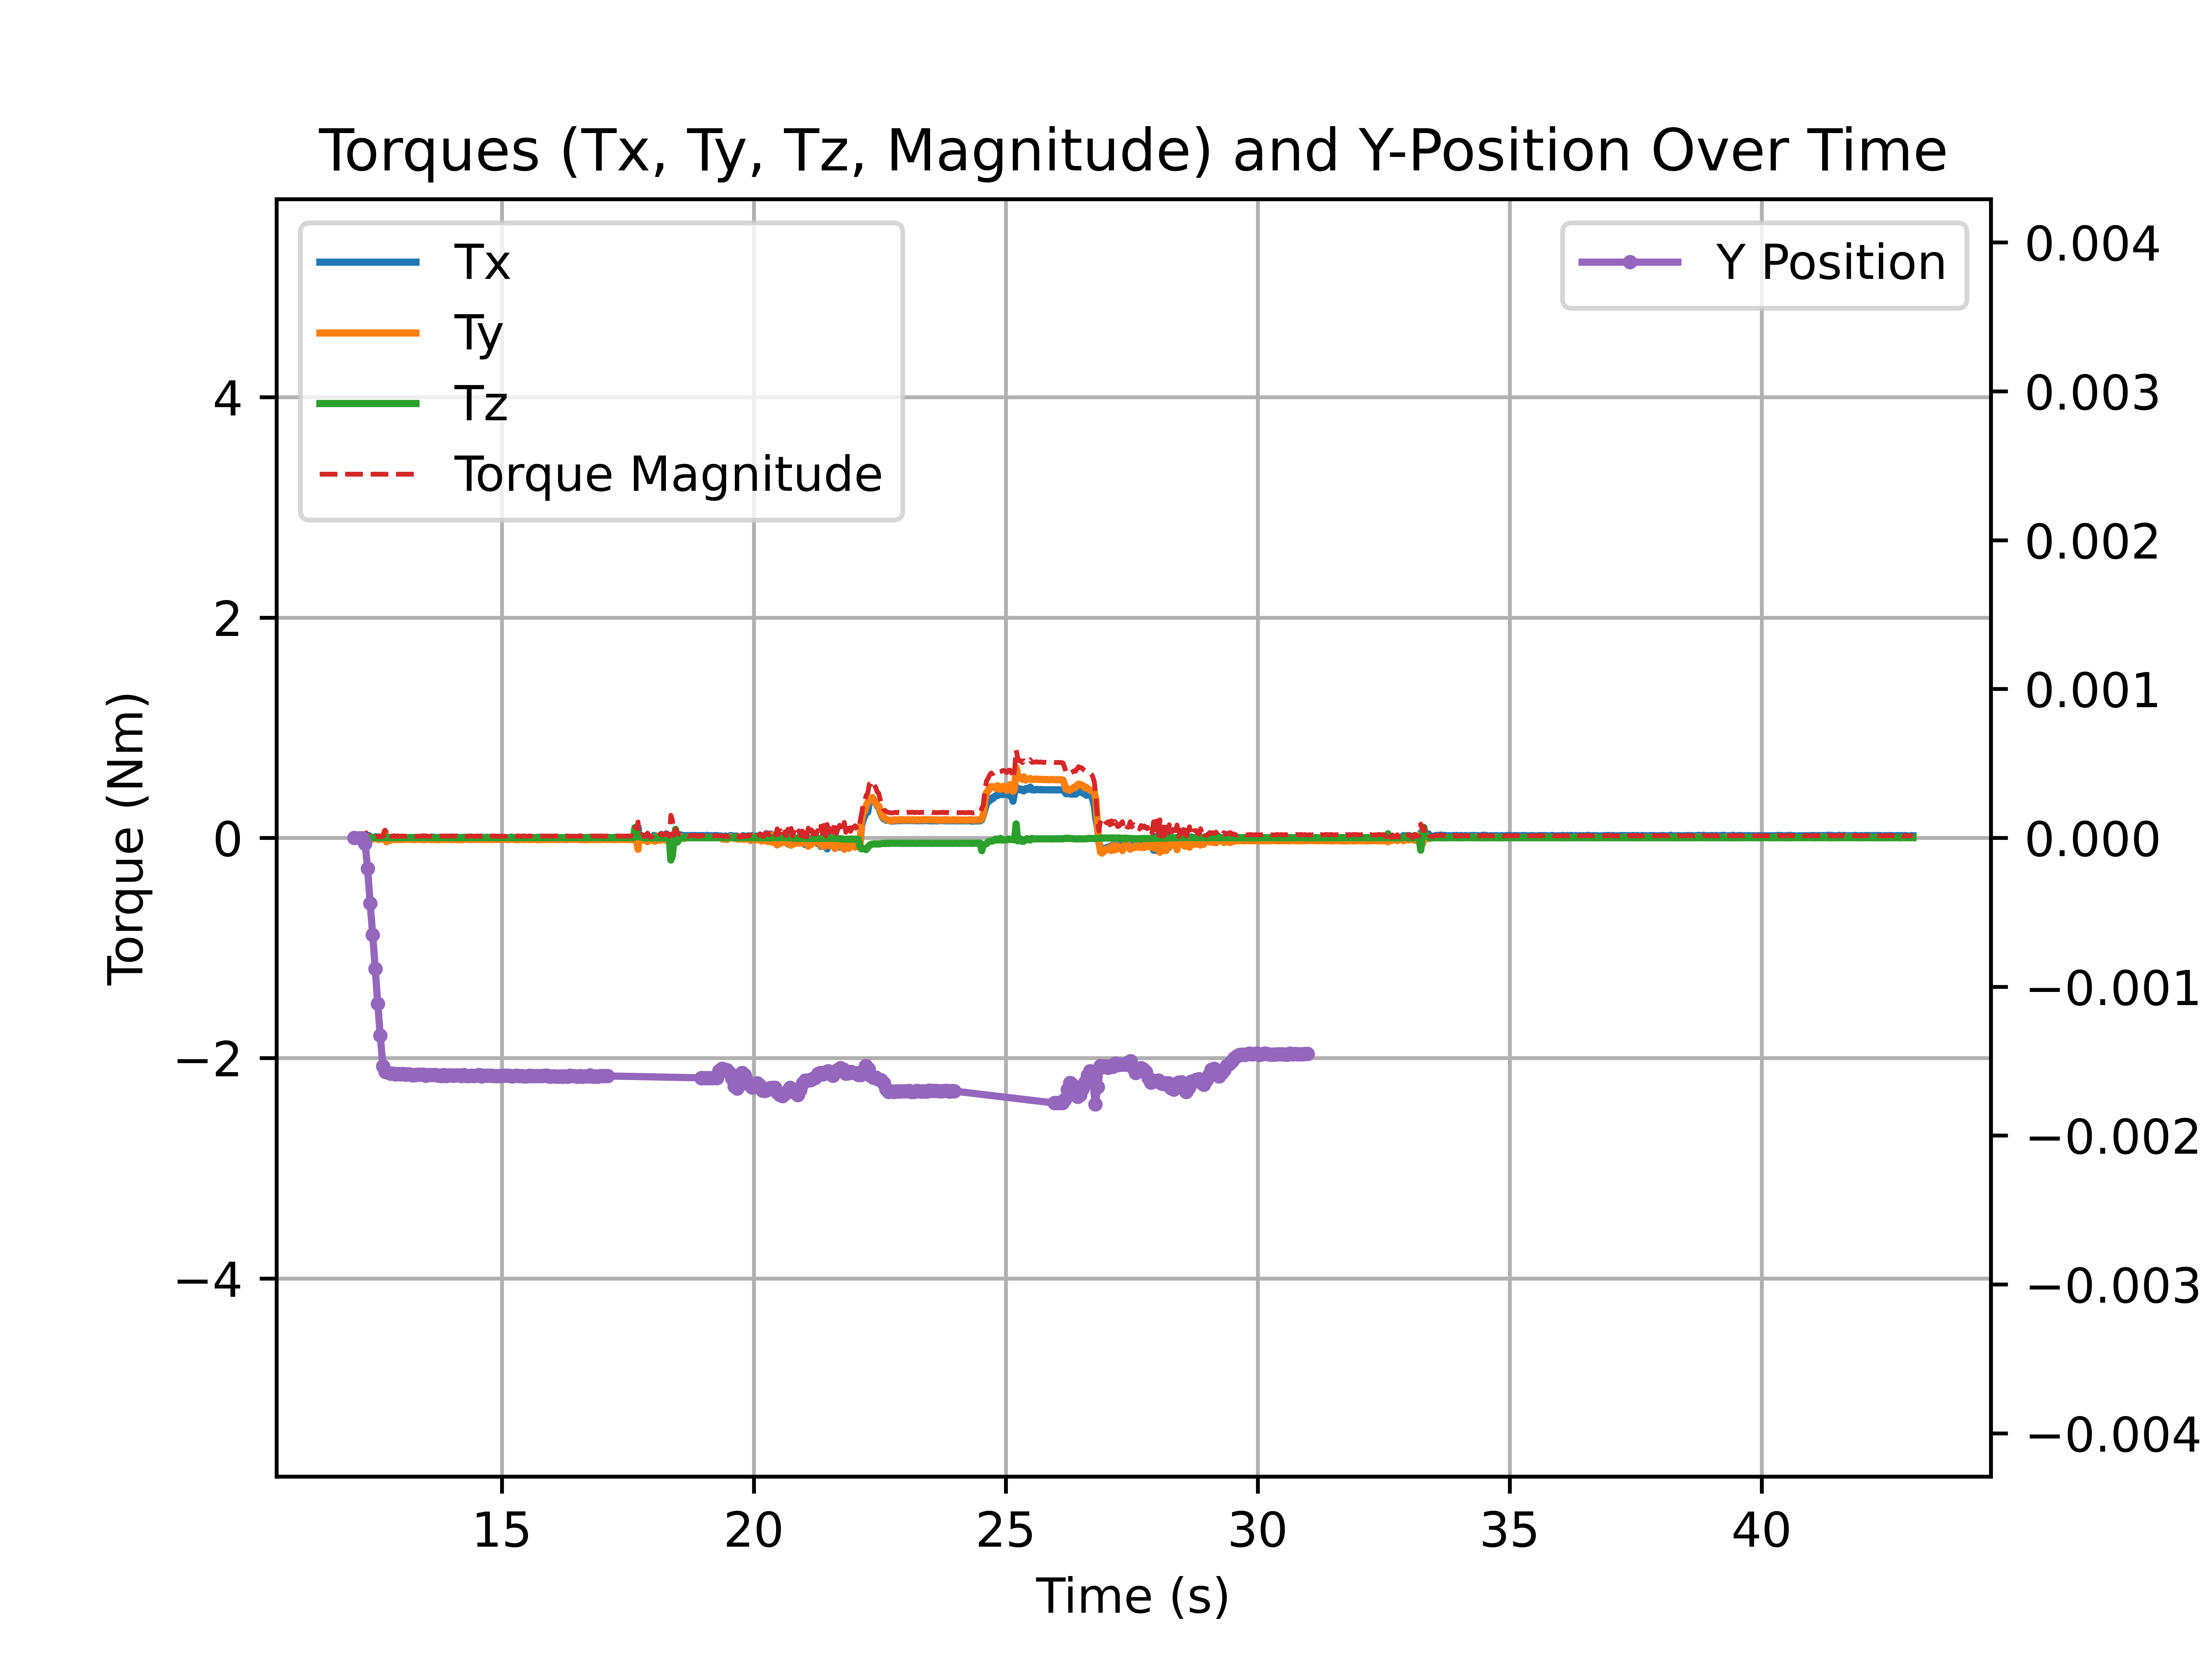 Torques (Tx, Ty, Tz, Magnitude) and Y-Position Over Time
Tx
Ty
Tz
Torque Magnitude
Y Position
Torque (Nm)
4
2
0
−2
−4
0.004
0.003
0.002
0.001
0.000
−0.001
−0.002
−0.003
−0.004
15 20 25 30 35 40
Time (s)